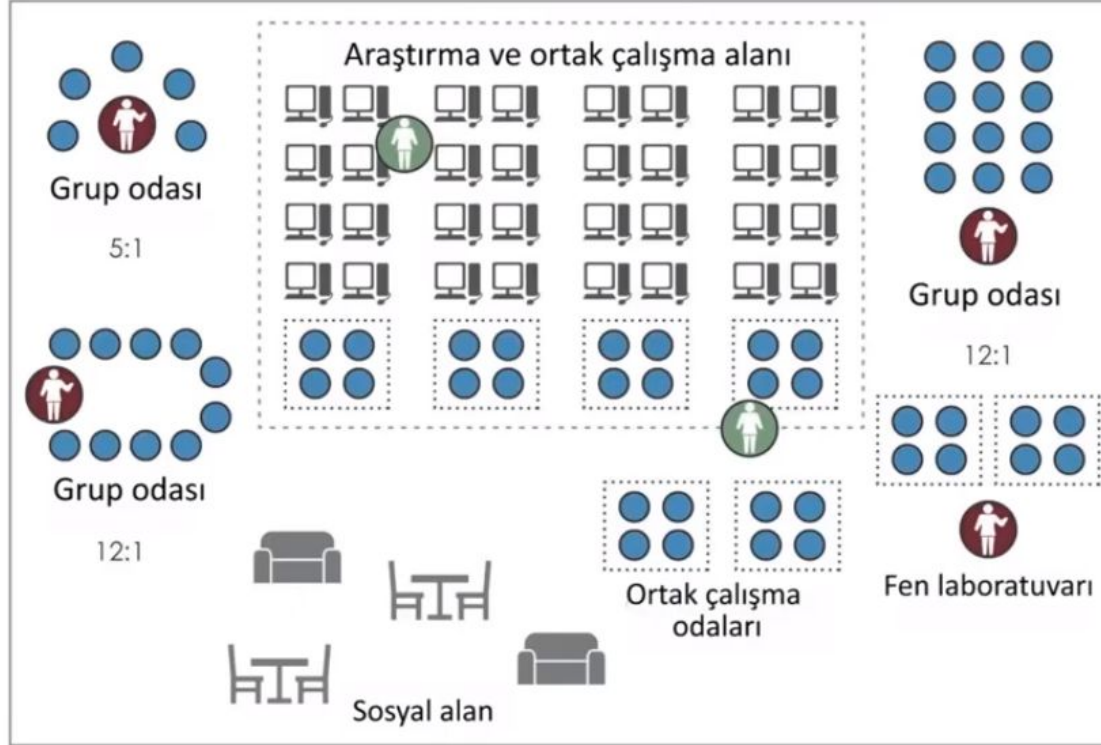 Araştırma ve ortak çalışma alanı
Grup odası
5:1
Grup odası
12:1
Grup odası
12:1
Ortak çalışma
odaları
Fen laboratuvarı
Sosyal alan